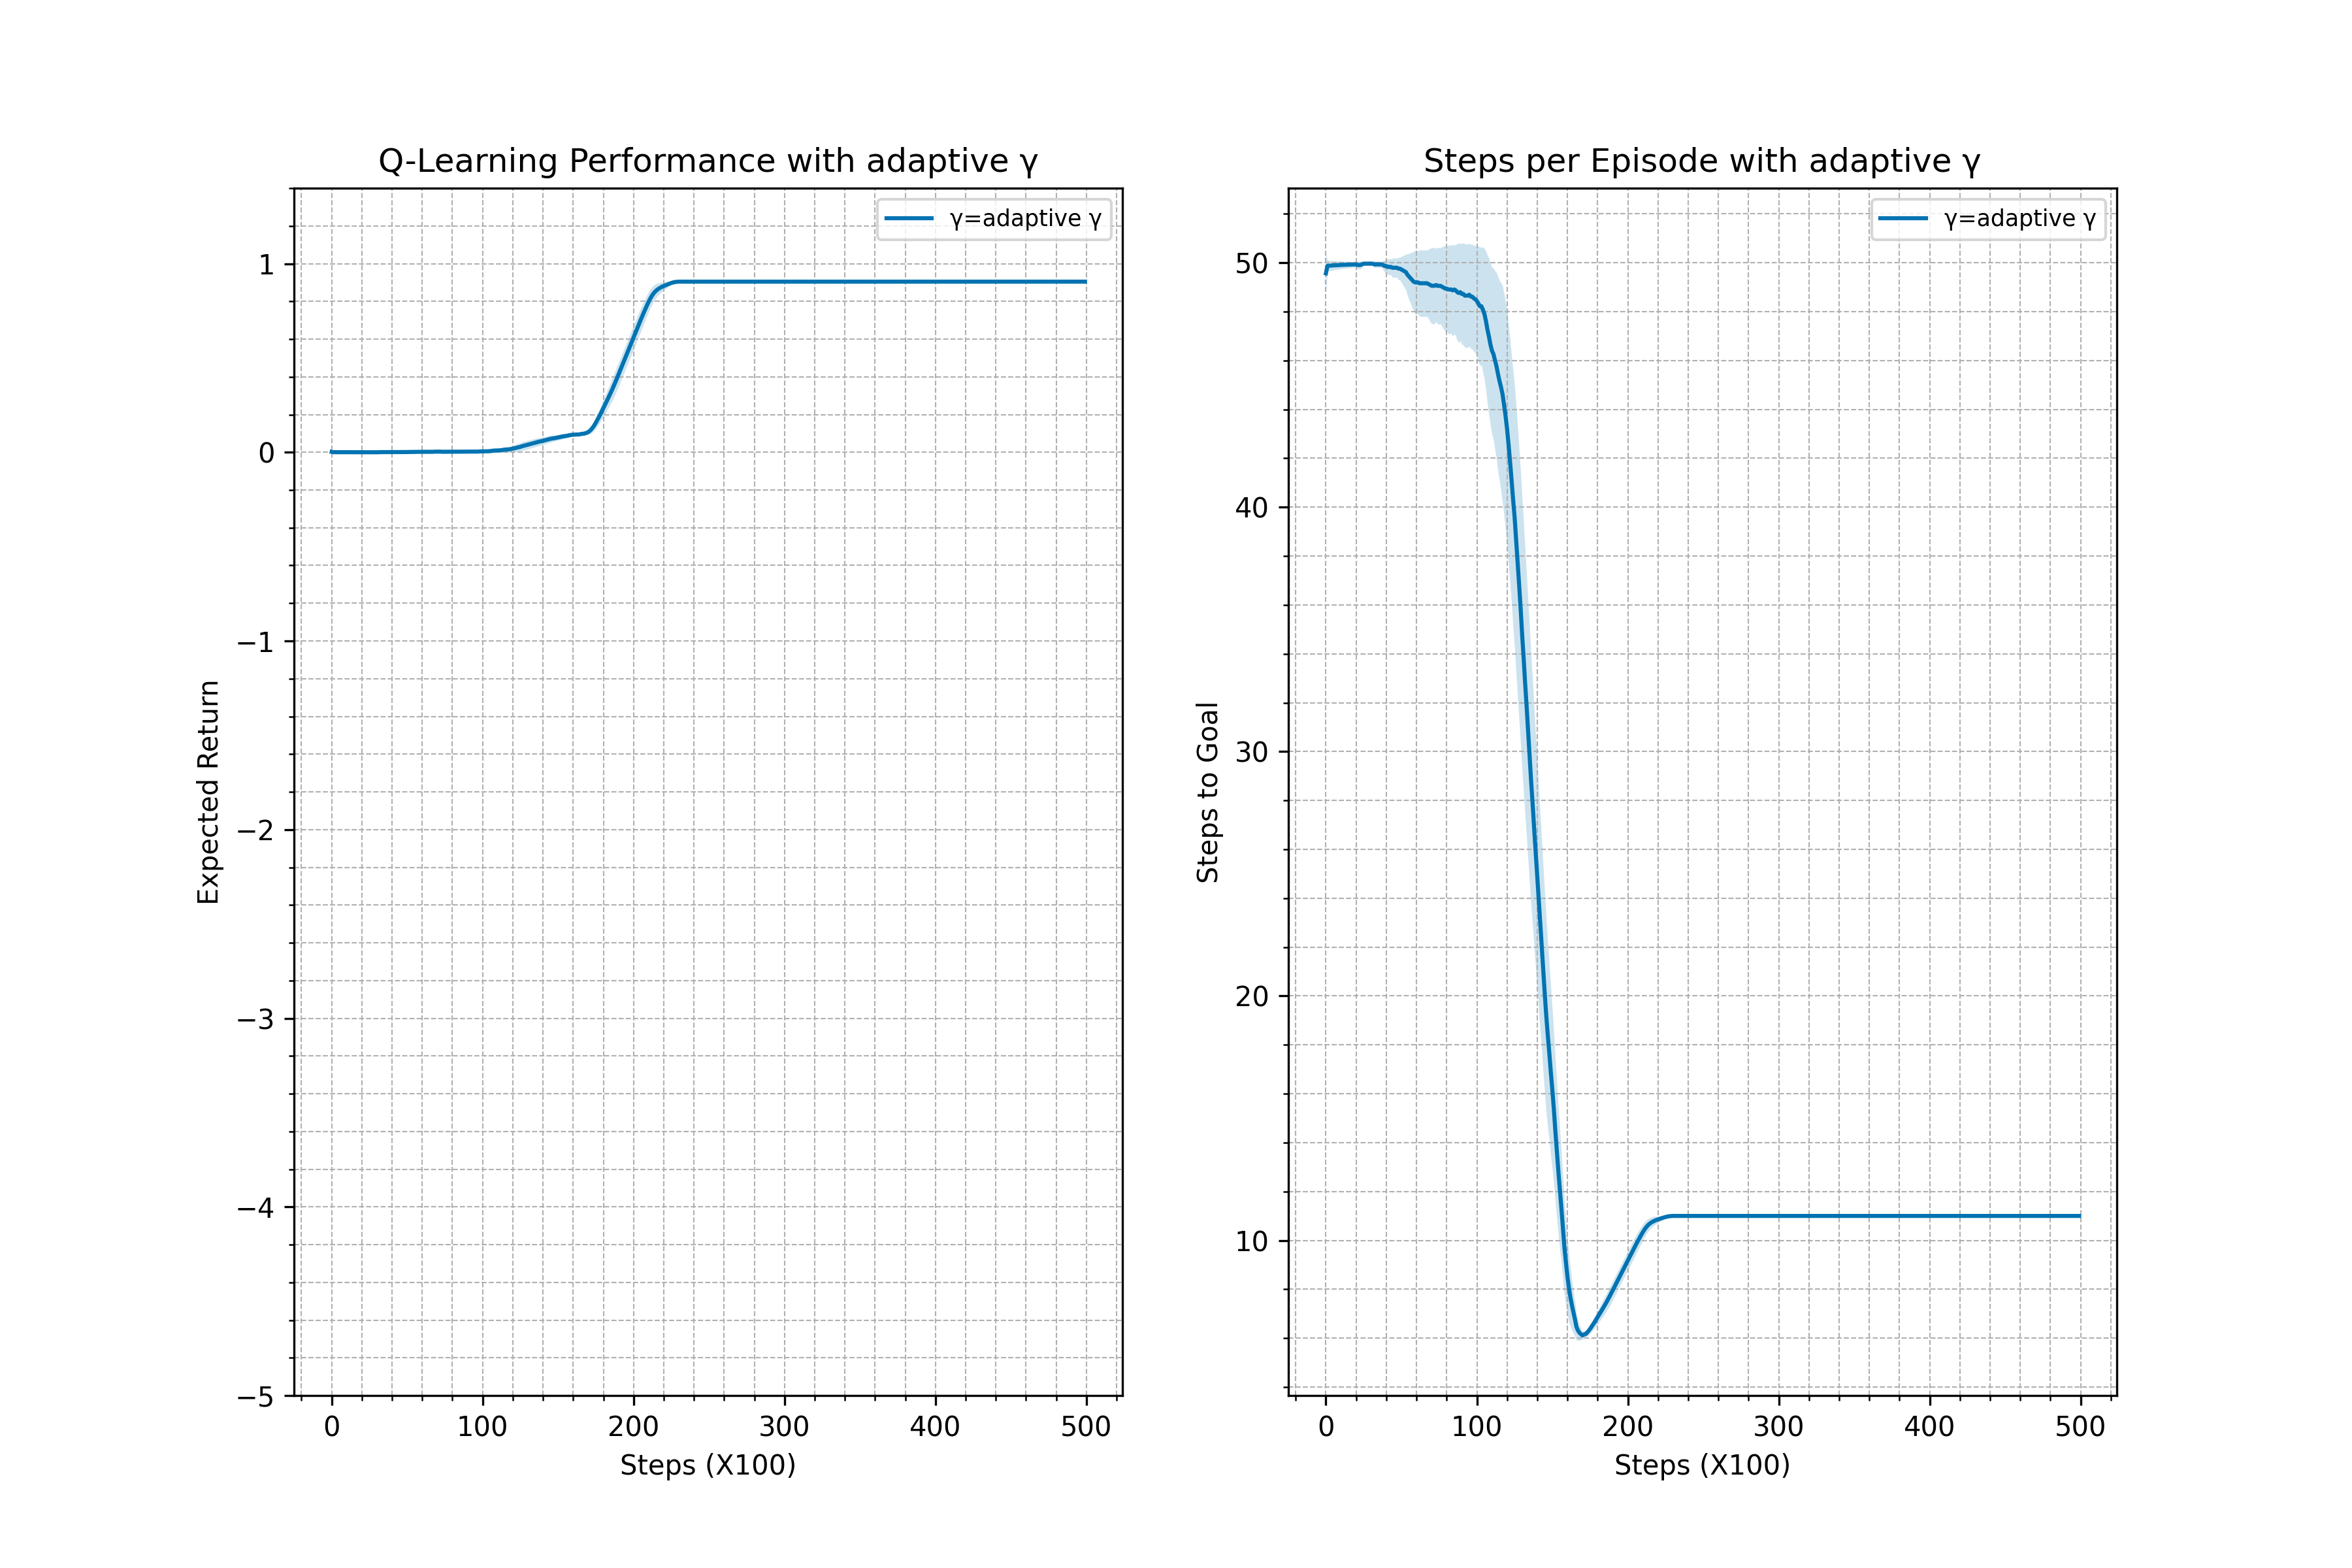 Q-Learning Performance with adaptive γ
γ=adaptive γ
1
0
−1
−2
−3
−4
−5
Expected Return
0 100 200 300 400 500
Steps (X100)
Steps per Episode with adaptive γ
γ=adaptive γ
50
40
30
20
10
Steps to Goal
0 100 200 300 400 500
Steps (X100)